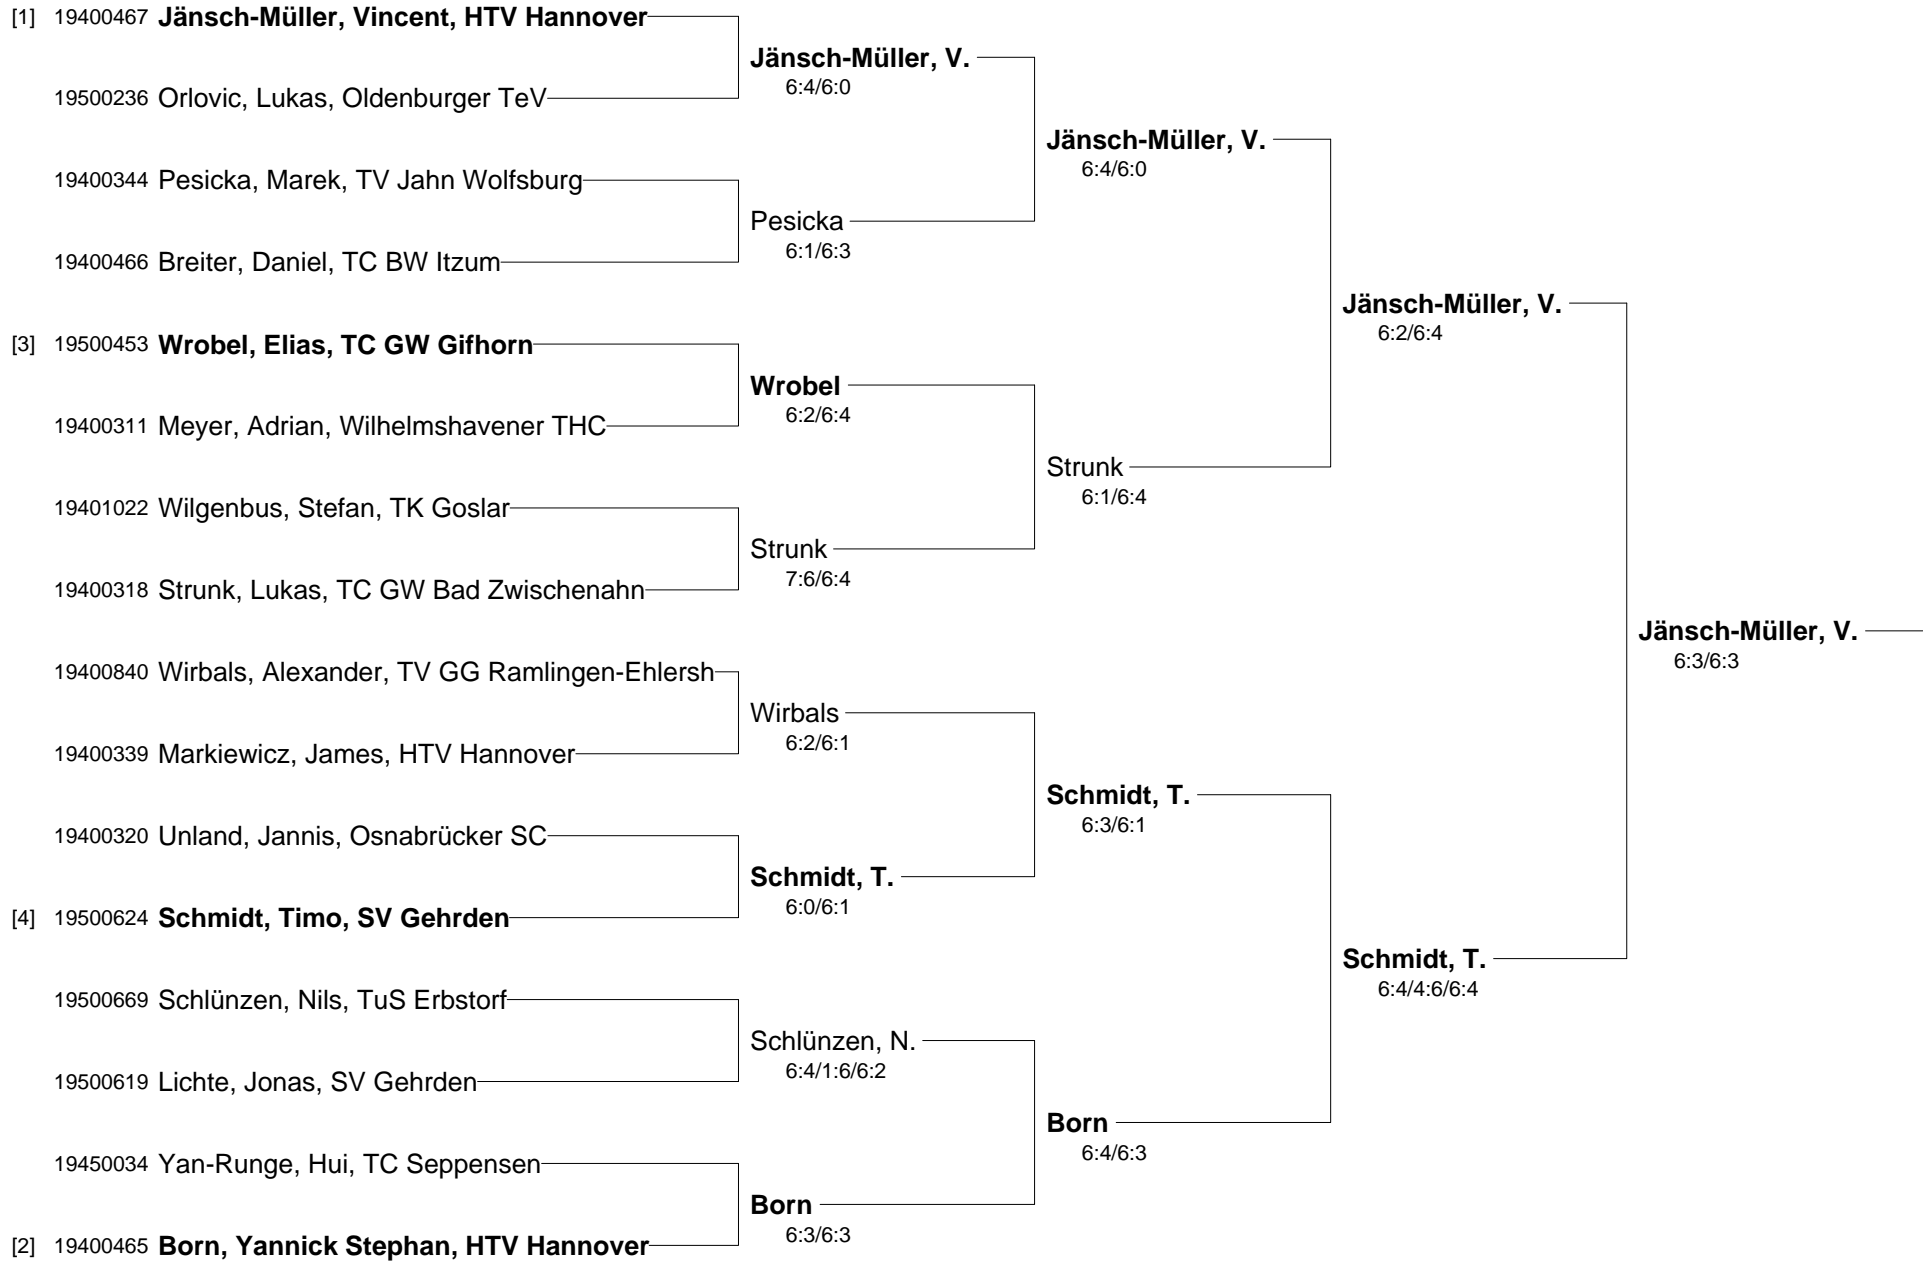 [1] 19400467 Jänsch-Müller, Vincent, HTV Hannover
Jänsch-Müller, V.
6:4/6:0
19500236 Orlovic, Lukas, Oldenburger TeV
Jänsch-Müller, V.
6:4/6:0
19400344 Pesicka, Marek, TV Jahn Wolfsburg
Pesicka
6:1/6:3
19400466 Breiter, Daniel, TC BW Itzum
Jänsch-Müller, V.
6:2/6:4
[3] 19500453 Wrobel, Elias, TC GW Gifhorn
Wrobel
6:2/6:4
19400311 Meyer, Adrian, Wilhelmshavener THC
Strunk
6:1/6:4
19401022 Wilgenbus, Stefan, TK Goslar
Strunk
7:6/6:4
19400318 Strunk, Lukas, TC GW Bad Zwischenahn
Jänsch-Müller, V.
6:3/6:3
19400840 Wirbals, Alexander, TV GG Ramlingen-Ehlersh
Wirbals
6:2/6:1
19400339 Markiewicz, James, HTV Hannover
Schmidt, T.
6:3/6:1
19400320 Unland, Jannis, Osnabrücker SC
Schmidt, T.
6:0/6:1
[4] 19500624 Schmidt, Timo, SV Gehrden
Schmidt, T.
6:4/4:6/6:4
19500669 Schlünzen, Nils, TuS Erbstorf
Schlünzen, N.
6:4/1:6/6:2
19500619 Lichte, Jonas, SV Gehrden
Born
6:4/6:3
19450034 Yan-Runge, Hui, TC Seppensen
Born
6:3/6:3
[2] 19400465 Born, Yannick Stephan, HTV Hannover